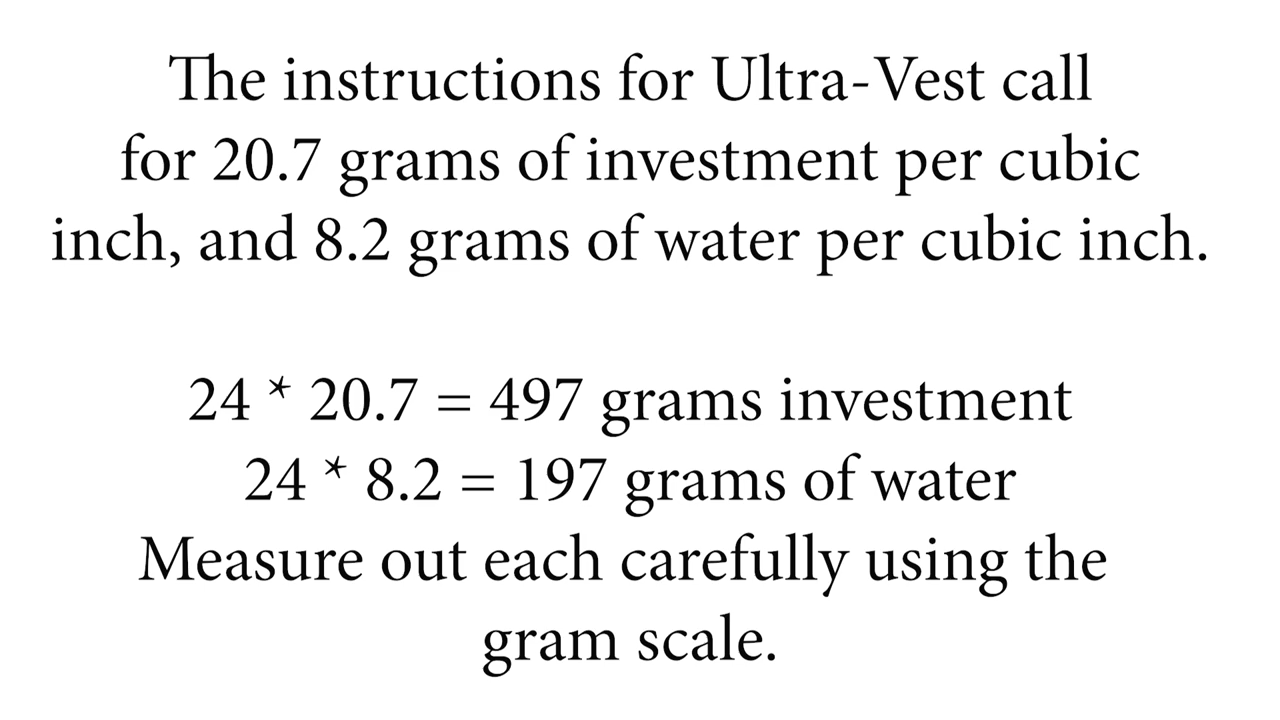 The instructions for Ultra-Vest call
for 20.7 grams of investment per cubic
inch, and 8.2 grams of water per cubic inch.
24 * 20.7 = 497 grams investment
24 * 8.2 = 197 grams of water
Measure out each carefully using the
gram scale.